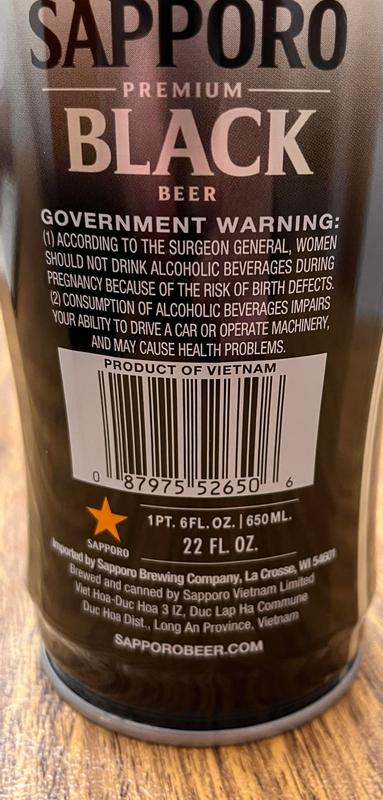 SAPPORO
PREMIUM
BLACK
BEER
GOVERNMENT WARNING:
(1) ACCORDING TO THE SURGEON GENERAL, WOMEN
SHOULD NOT DRINK ALCOHOLIC BEVERAGES DURING
PREGNANCY BECAUSE OF THE RISK OF BIRTH DEFECTS.
(2) CONSUMPTION OF ALCOHOLIC BEVERAGES IMPAIRS
YOUR ABILITY TO DRIVE A CAR OR OPERATE MACHINERY,
AND MAY CAUSE HEALTH PROBLEMS.
PRODUCT OF VIETNAM
0 87975 52650 6
SAPPORO
1PT. 6FL. OZ. | 650ML.
22 FL. OZ.
Imported by Sapporo Brewing Company, La Crosse, WI 54601
Brewed and canned by Sapporo Vietnam Limited
Viet Hoa-Duc Hoa 3 IZ, Duc Lap Ha Commune
Duc Hoa Dist., Long An Province, Vietnam
SAPPOROBEER.COM